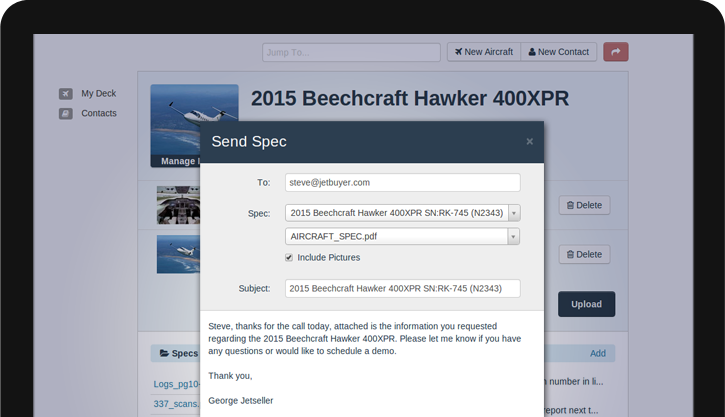 Jump To...
New Aircraft
New Contact
My Deck
Contacts
2015 Beechcraft Hawker 400XPR
Manage
Send Spec
×
To:
steve@jetbuyer.com
Spec:
2015 Beechcraft Hawker 400XPR SN:RK-745 (N2343)
AIRCRAFT_SPEC.pdf
Include Pictures
Subject:
2015 Beechcraft Hawker 400XPR SN:RK-745 (N2343)
Delete
Delete
Upload
Steve, thanks for the call today, attached is the information you requested
regarding the 2015 Beechcraft Hawker 400XPR. Please let me know if you have
any questions or would like to schedule a demo.
Thank you,
George Jetseller
Specs
Add
Logs_pg10-
337_scans.
number in li...
report next t...